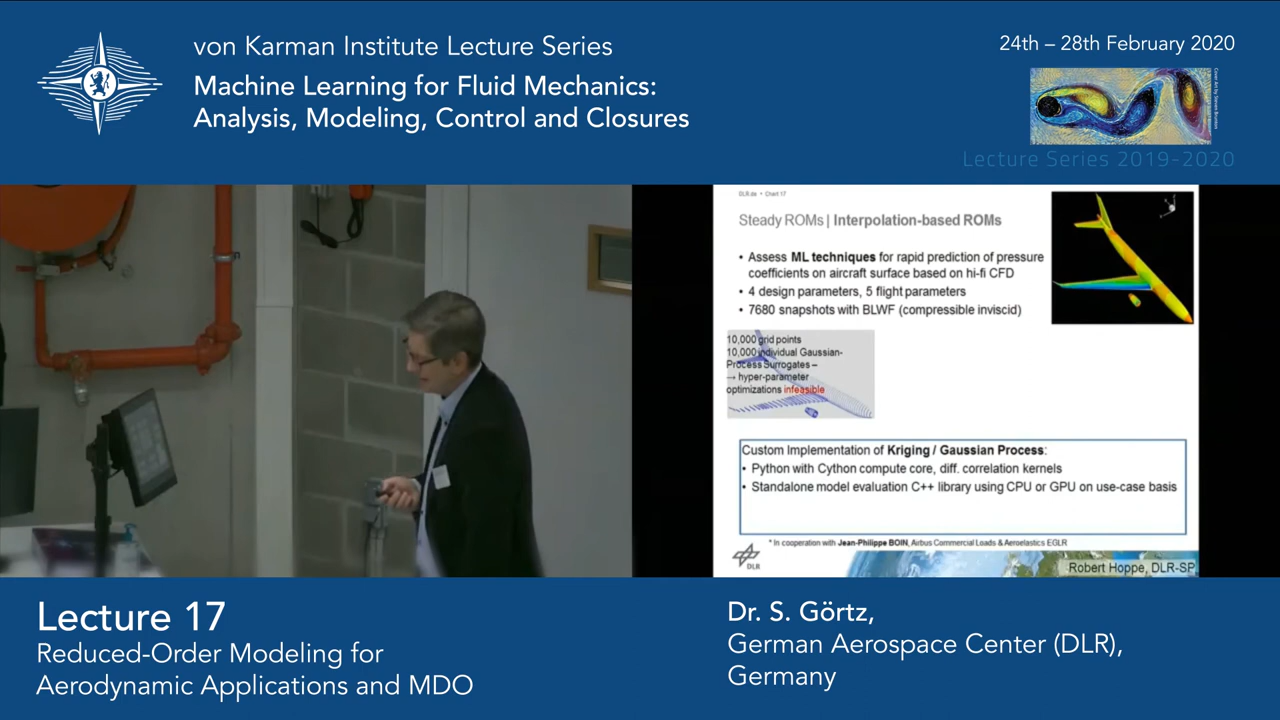 von Karman Institute Lecture Series
Machine Learning for Fluid Mechanics:
Analysis, Modeling, Control and Closures
24th – 28th February 2020
Lecture Series 2019-2020
DLR.de • Chart 17
Steady ROMs | Interpolation-based ROMs
• Assess ML techniques for rapid prediction of pressure
coefficients on aircraft surface based on hi-fi CFD
• 4 design parameters, 5 flight parameters
• 7680 snapshots with BLWF (compressible inviscid)
10,000 grid points
10,000 individual Gaussian-
Process Surrogates –
→ hyper-parameter
optimizations infeasible
Custom Implementation of Kriging / Gaussian Process:
• Python with Cython compute core, diff. correlation kernels
• Standalone model evaluation C++ library using CPU or GPU on use-case basis
* In cooperation with Jean-Philippe BOIN, Airbus Commercial Loads & Aeroelastics EGLR
DLR
Robert Hoppe, DLR-SP
Lecture 17
Reduced-Order Modeling for
Aerodynamic Applications and MDO
Dr. S. Görtz,
German Aerospace Center (DLR),
Germany